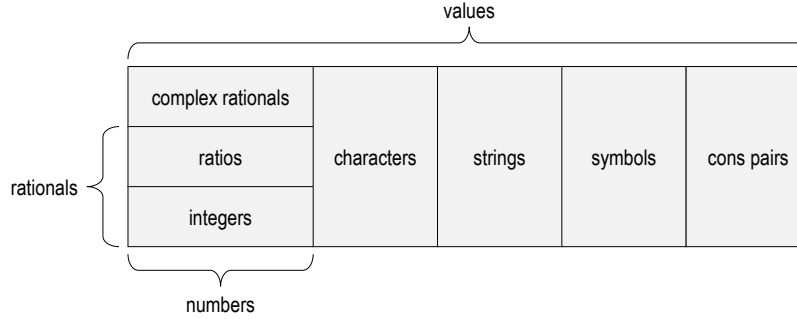 values
complex rationals
ratios
characters
strings
symbols
cons pairs
rationals
integers
numbers